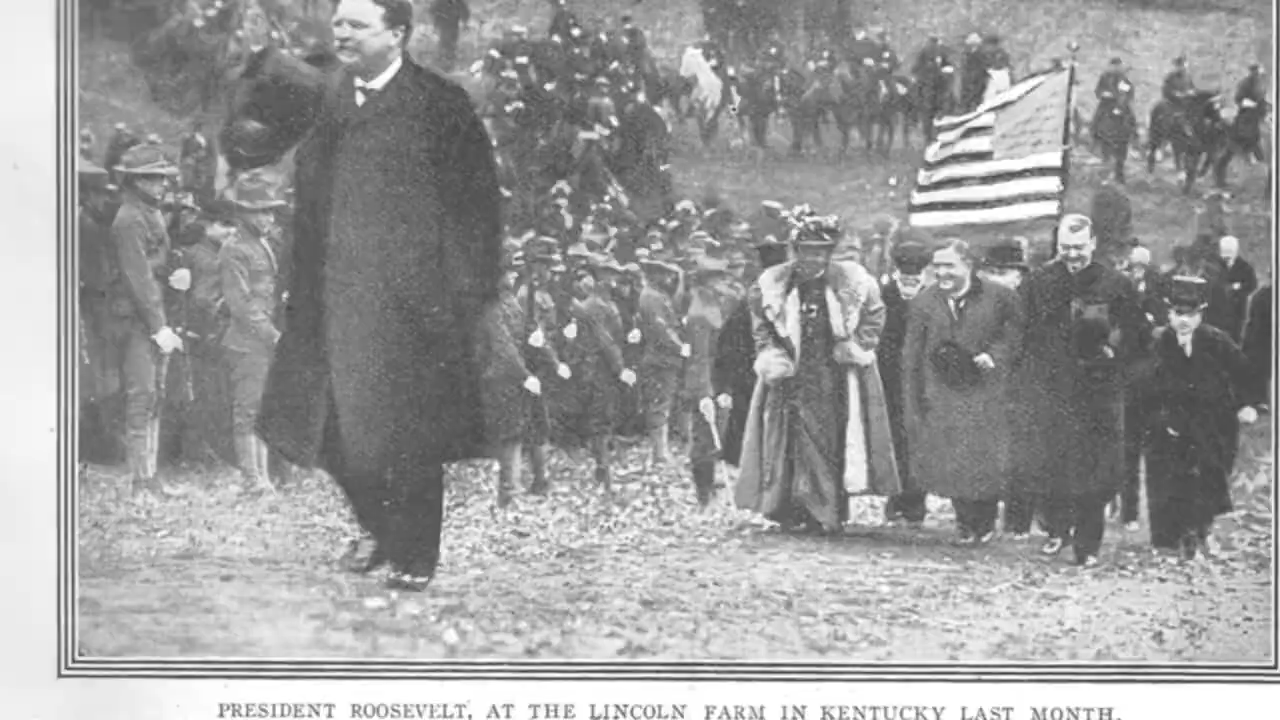 PRESIDENT ROOSEVELT, AT THE LINCOLN FARM IN KENTUCKY LAST MONTH.